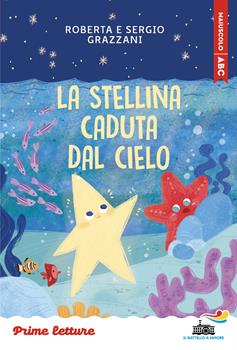 ROBERTA E SERGIO
GRAZZANI
MAIUSCOLO
ABC
LA STELLINA
CADUTA
DAL CIELO
Prime letture
IL BATTELLO A VAPORE